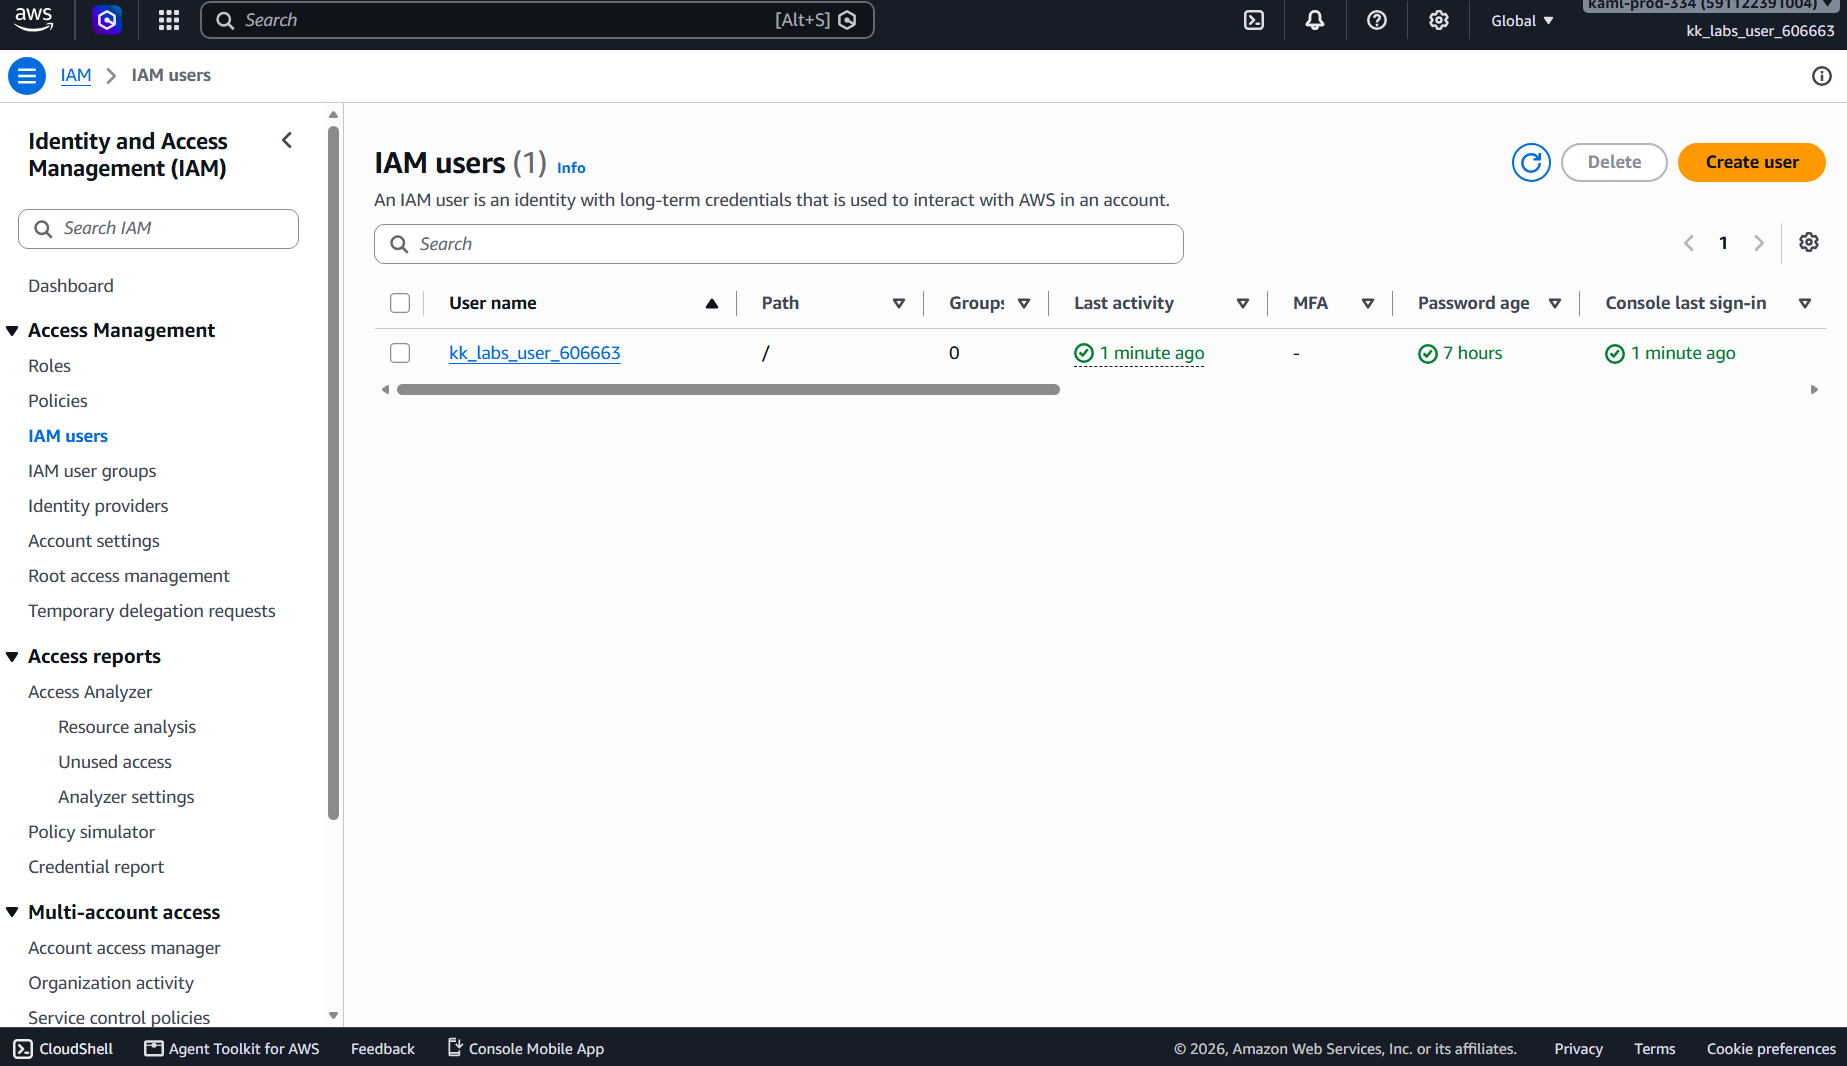 aws
Search
[Alt+S]
Global
kaml-prod-334 (591122391004)
kk_labs_user_606663
IAM
IAM users
Identity and Access
Management (IAM)
Search IAM
Dashboard
Access Management
Roles
Policies
IAM users
IAM user groups
Identity providers
Account settings
Root access management
Temporary delegation requests
Access reports
Access Analyzer
Resource analysis
Unused access
Analyzer settings
Policy simulator
Credential report
Multi-account access
Account access manager
Organization activity
Service control policies
IAM users (1) Info
Delete
Create user
An IAM user is an identity with long-term credentials that is used to interact with AWS in an account.
Search
1
User name Path Groups Last activity MFA Password age Console last sign-in
kk_labs_user_606663 / 0 1 minute ago - 7 hours 1 minute ago
CloudShell Agent Toolkit for AWS Feedback Console Mobile App © 2026, Amazon Web Services, Inc. or its affiliates. Privacy Terms Cookie preferences